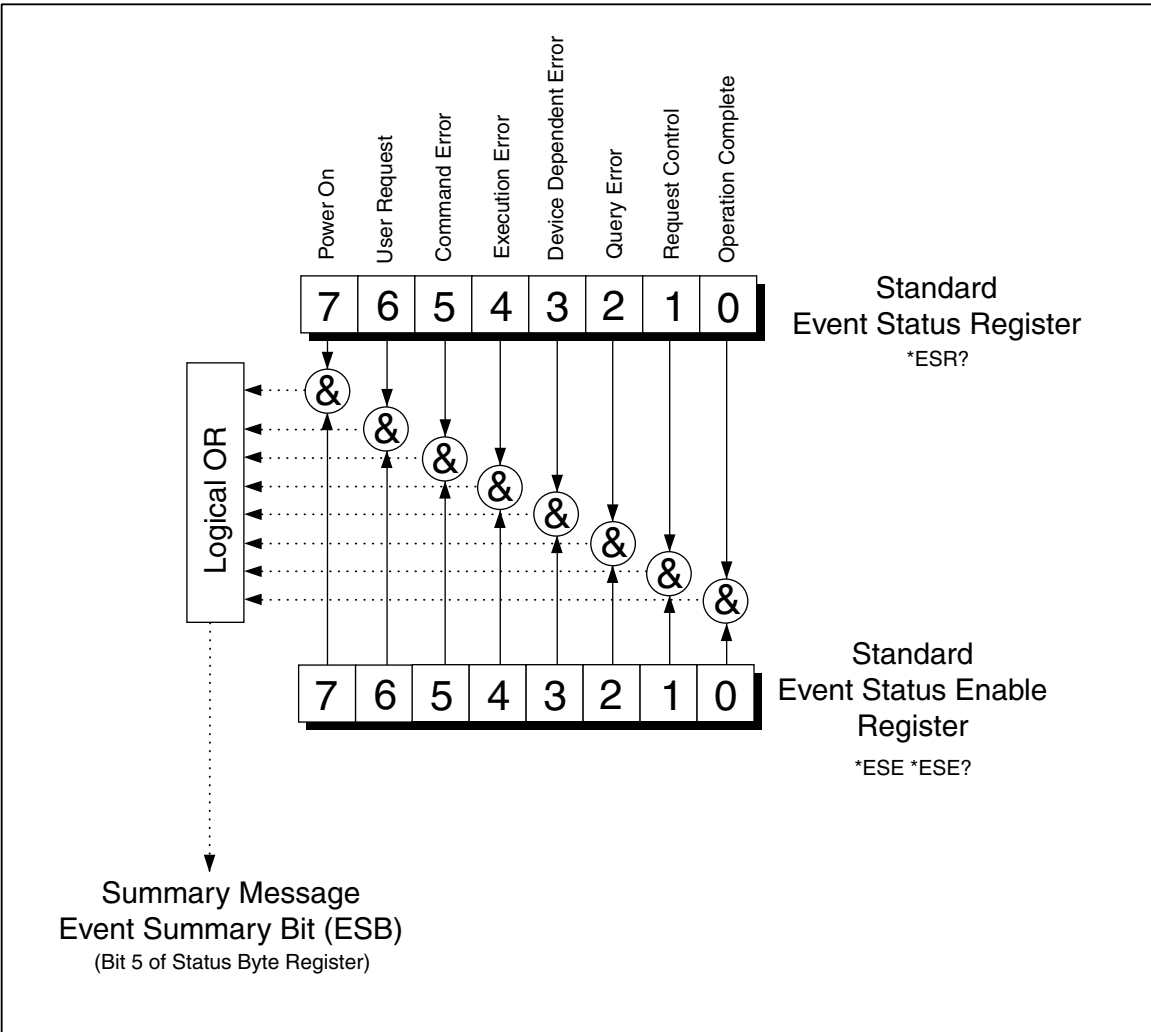 Power On
User Request
Command Error
Execution Error
Device Dependent Error
Query Error
Request Control
Operation Complete
7 6 5 4 3 2 1 0
Standard
Event Status Register
*ESR?
Logical OR
&
&
&
&
&
&
&
&
7 6 5 4 3 2 1 0
Standard
Event Status Enable
Register
*ESE *ESE?
Summary Message
Event Summary Bit (ESB)
(Bit 5 of Status Byte Register)